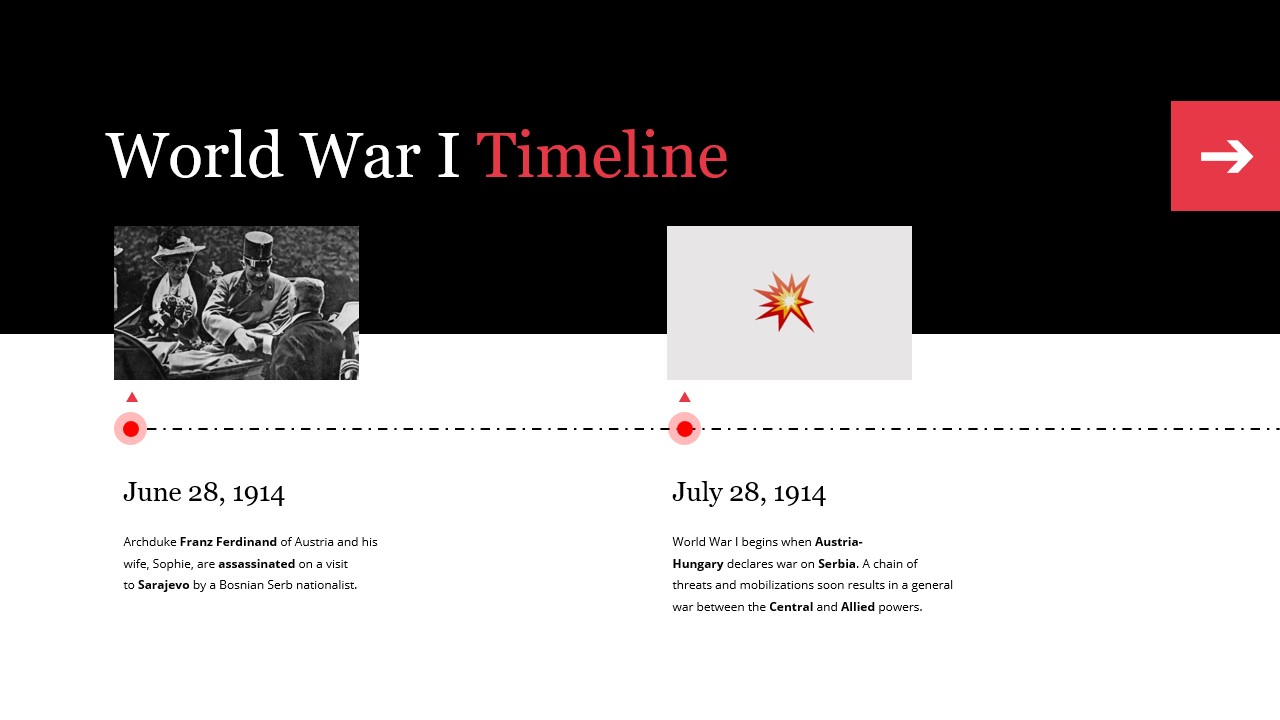 World War I Timeline
June 28, 1914
Archduke Franz Ferdinand of Austria and his
wife, Sophie, are assassinated on a visit
to Sarajevo by a Bosnian Serb nationalist.
July 28, 1914
World War I begins when Austria-
Hungary declares war on Serbia. A chain of
threats and mobilizations soon results in a general
war between the Central and Allied powers.